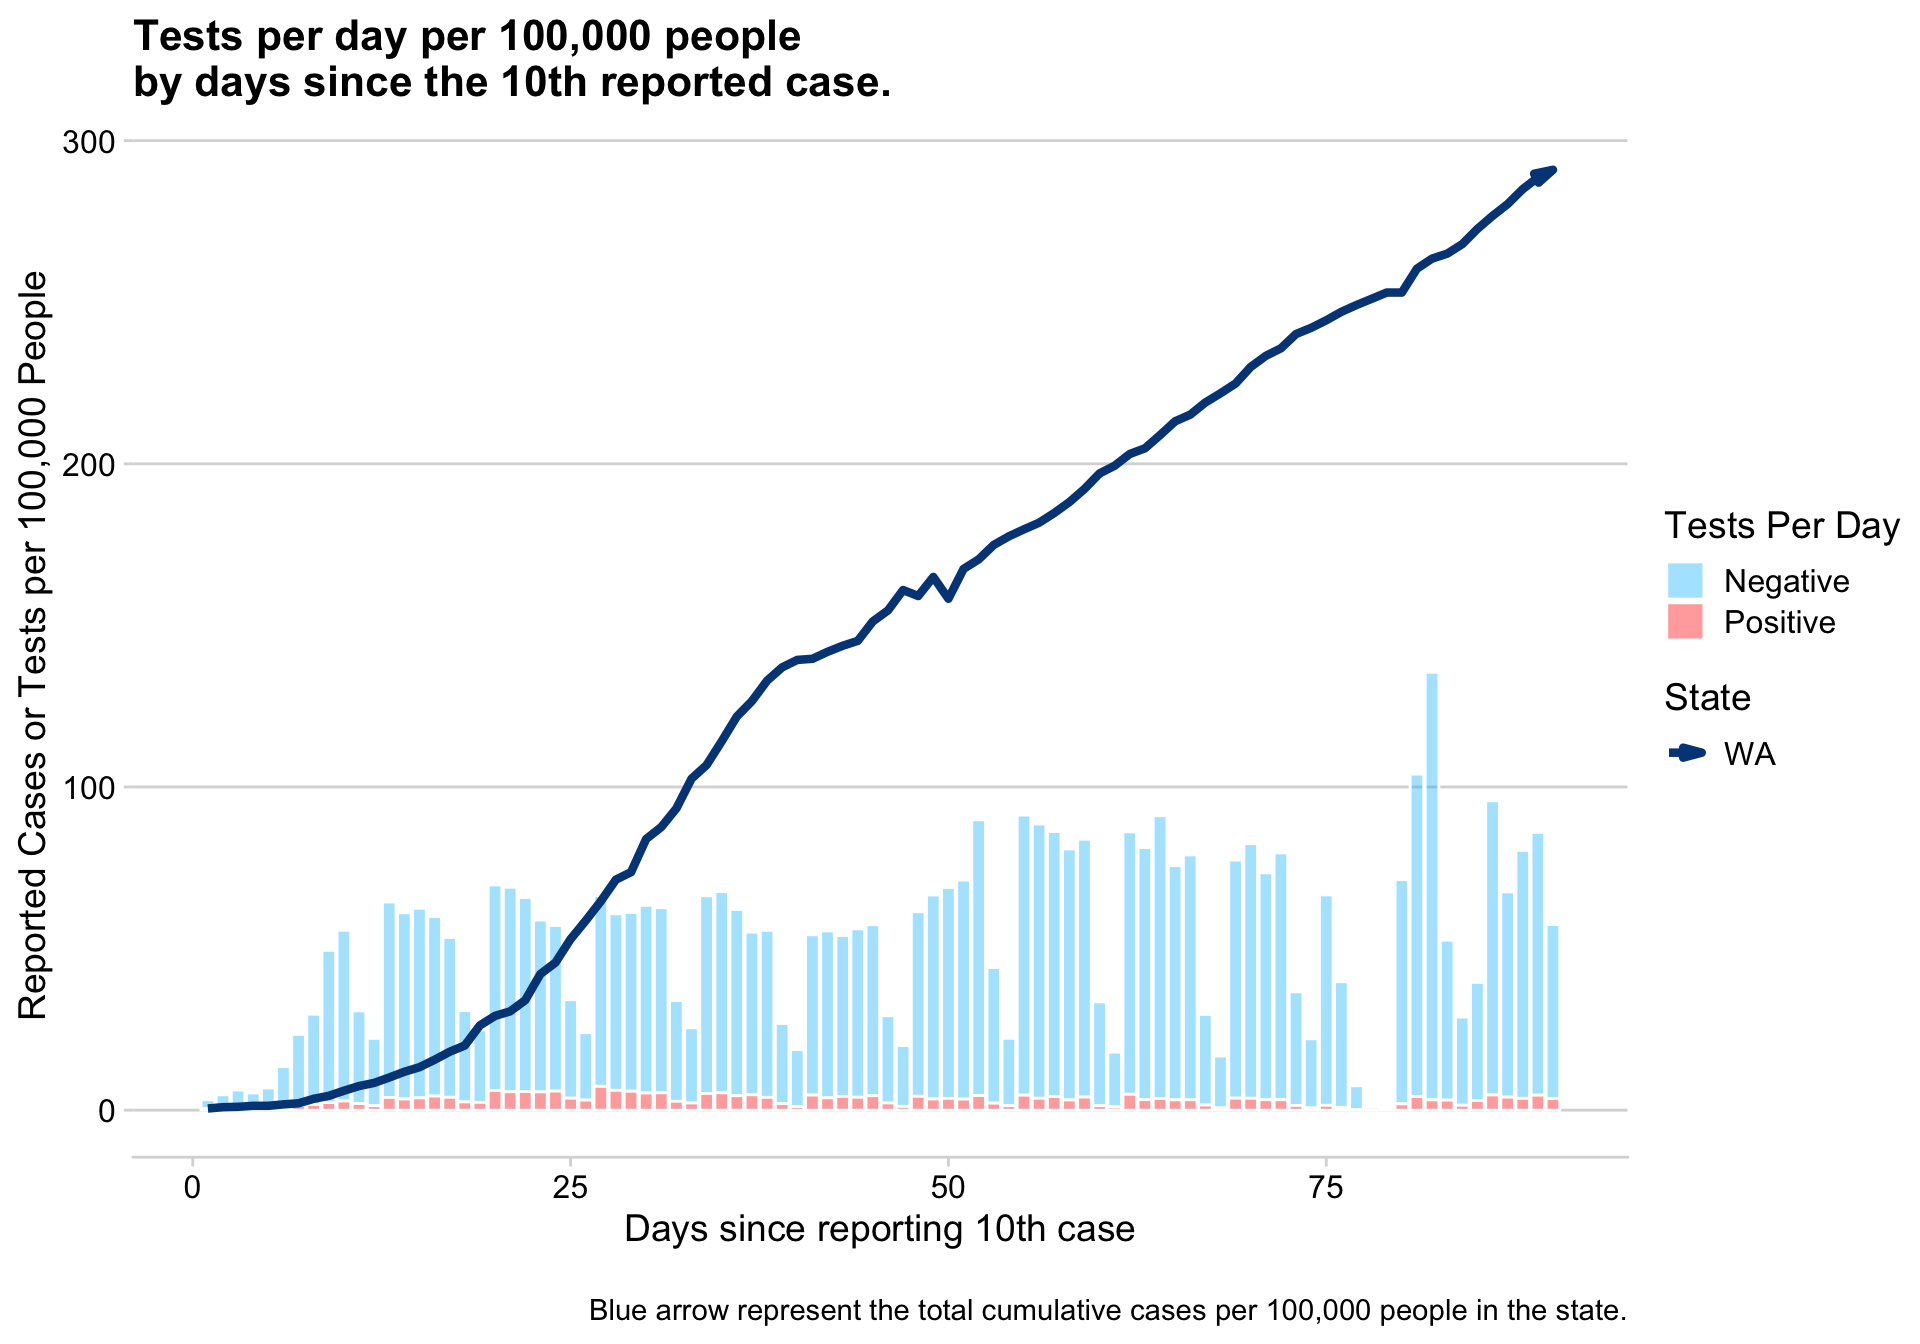 Tests per day per 100,000 people
by days since the 10th reported case.
300
200
100
0
Reported Cases or Tests per 100,000 People
0
25
50
75
Days since reporting 10th case
Tests Per Day
Negative
Positive
State
WA
Blue arrow represent the total cumulative cases per 100,000 people in the state.